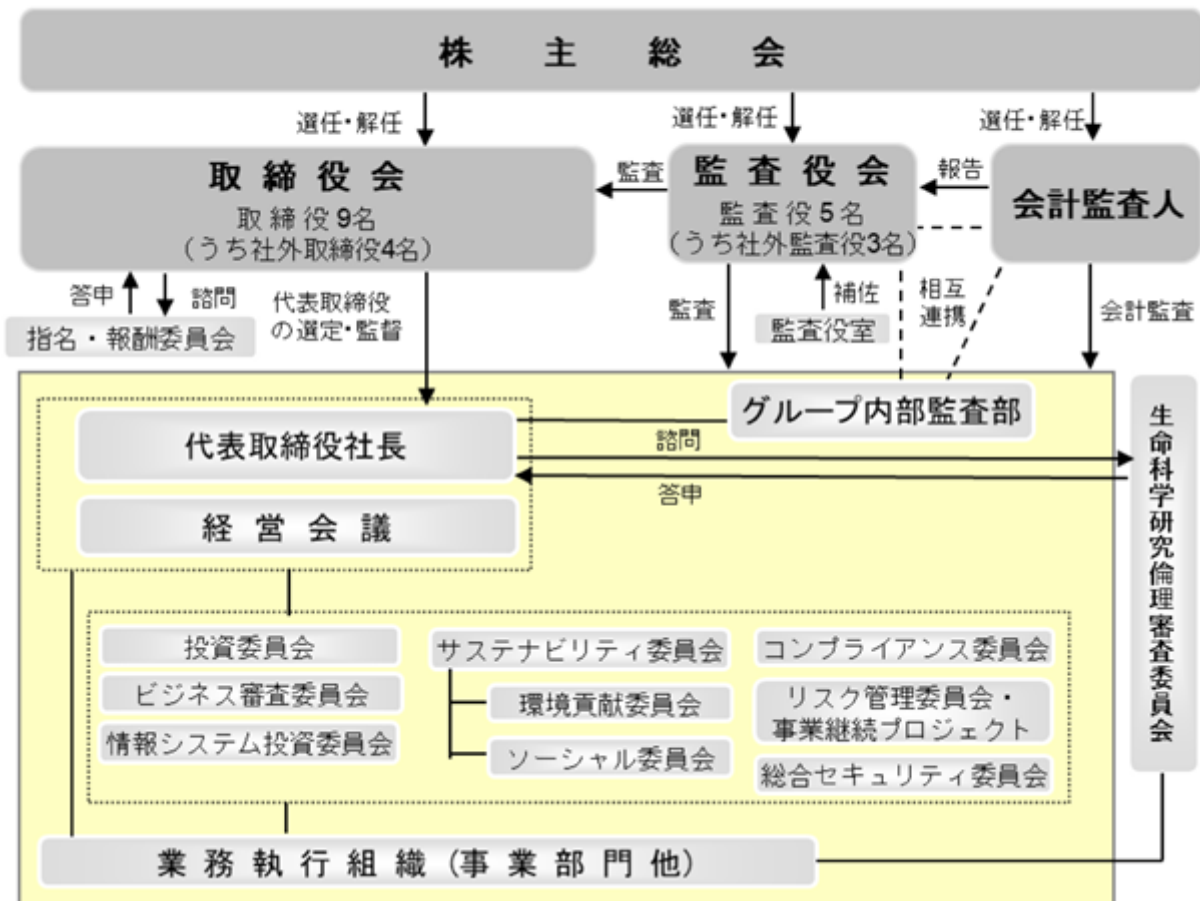 株主総会
選任・解任
選任・解任
選任・解任
取締役会
取締役9名
(うち社外取締役4名)
監査
監査役会
監査役5名
(うち社外監査役3名)
報告
会計監査人
答申
諮問
指名・報酬委員会
代表取締役
の選定・監督
監査
補佐
監査役室
相互
連携
会計監査
グループ内部監査部
代表取締役社長
諮問
答申
経営会議
生命科学研究倫理審査委員会
投資委員会
ビジネス審査委員会
情報システム投資委員会
サステナビリティ委員会
環境貢献委員会
ソーシャル委員会
コンプライアンス委員会
リスク管理委員会・
事業継続プロジェクト
総合セキュリティ委員会
業務執行組織(事業部門他)